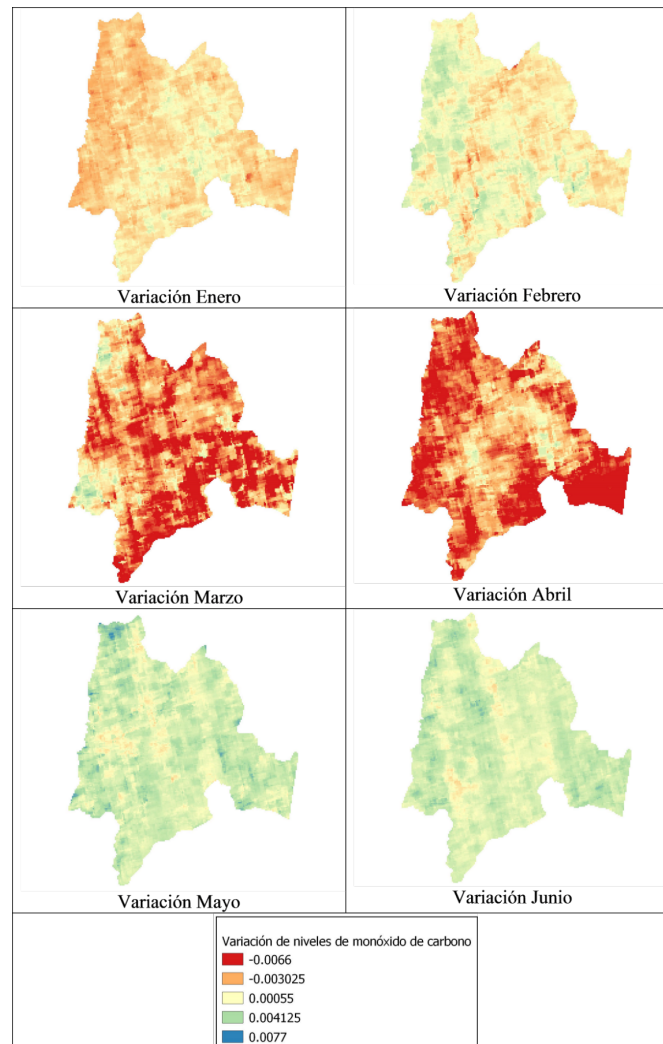 Variación Enero
Variación Febrero
Variación Marzo
Variación Abril
Variación Mayo
Variación Junio
Variación de niveles de monóxido de carbono
-0.0066
-0.003025
0.00055
0.004125
0.0077